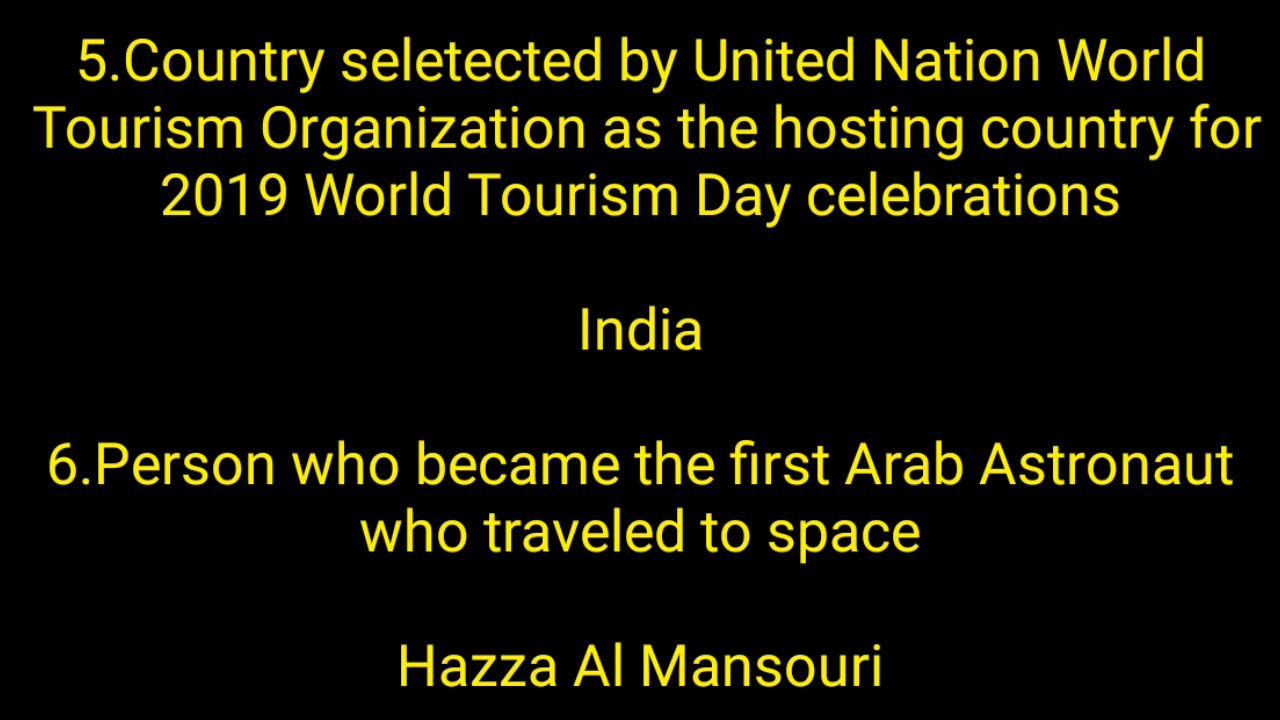 5.Country seletected by United Nation World
Tourism Organization as the hosting country for
2019 World Tourism Day celebrations
India
6.Person who became the first Arab Astronaut
who traveled to space
Hazza Al Mansouri